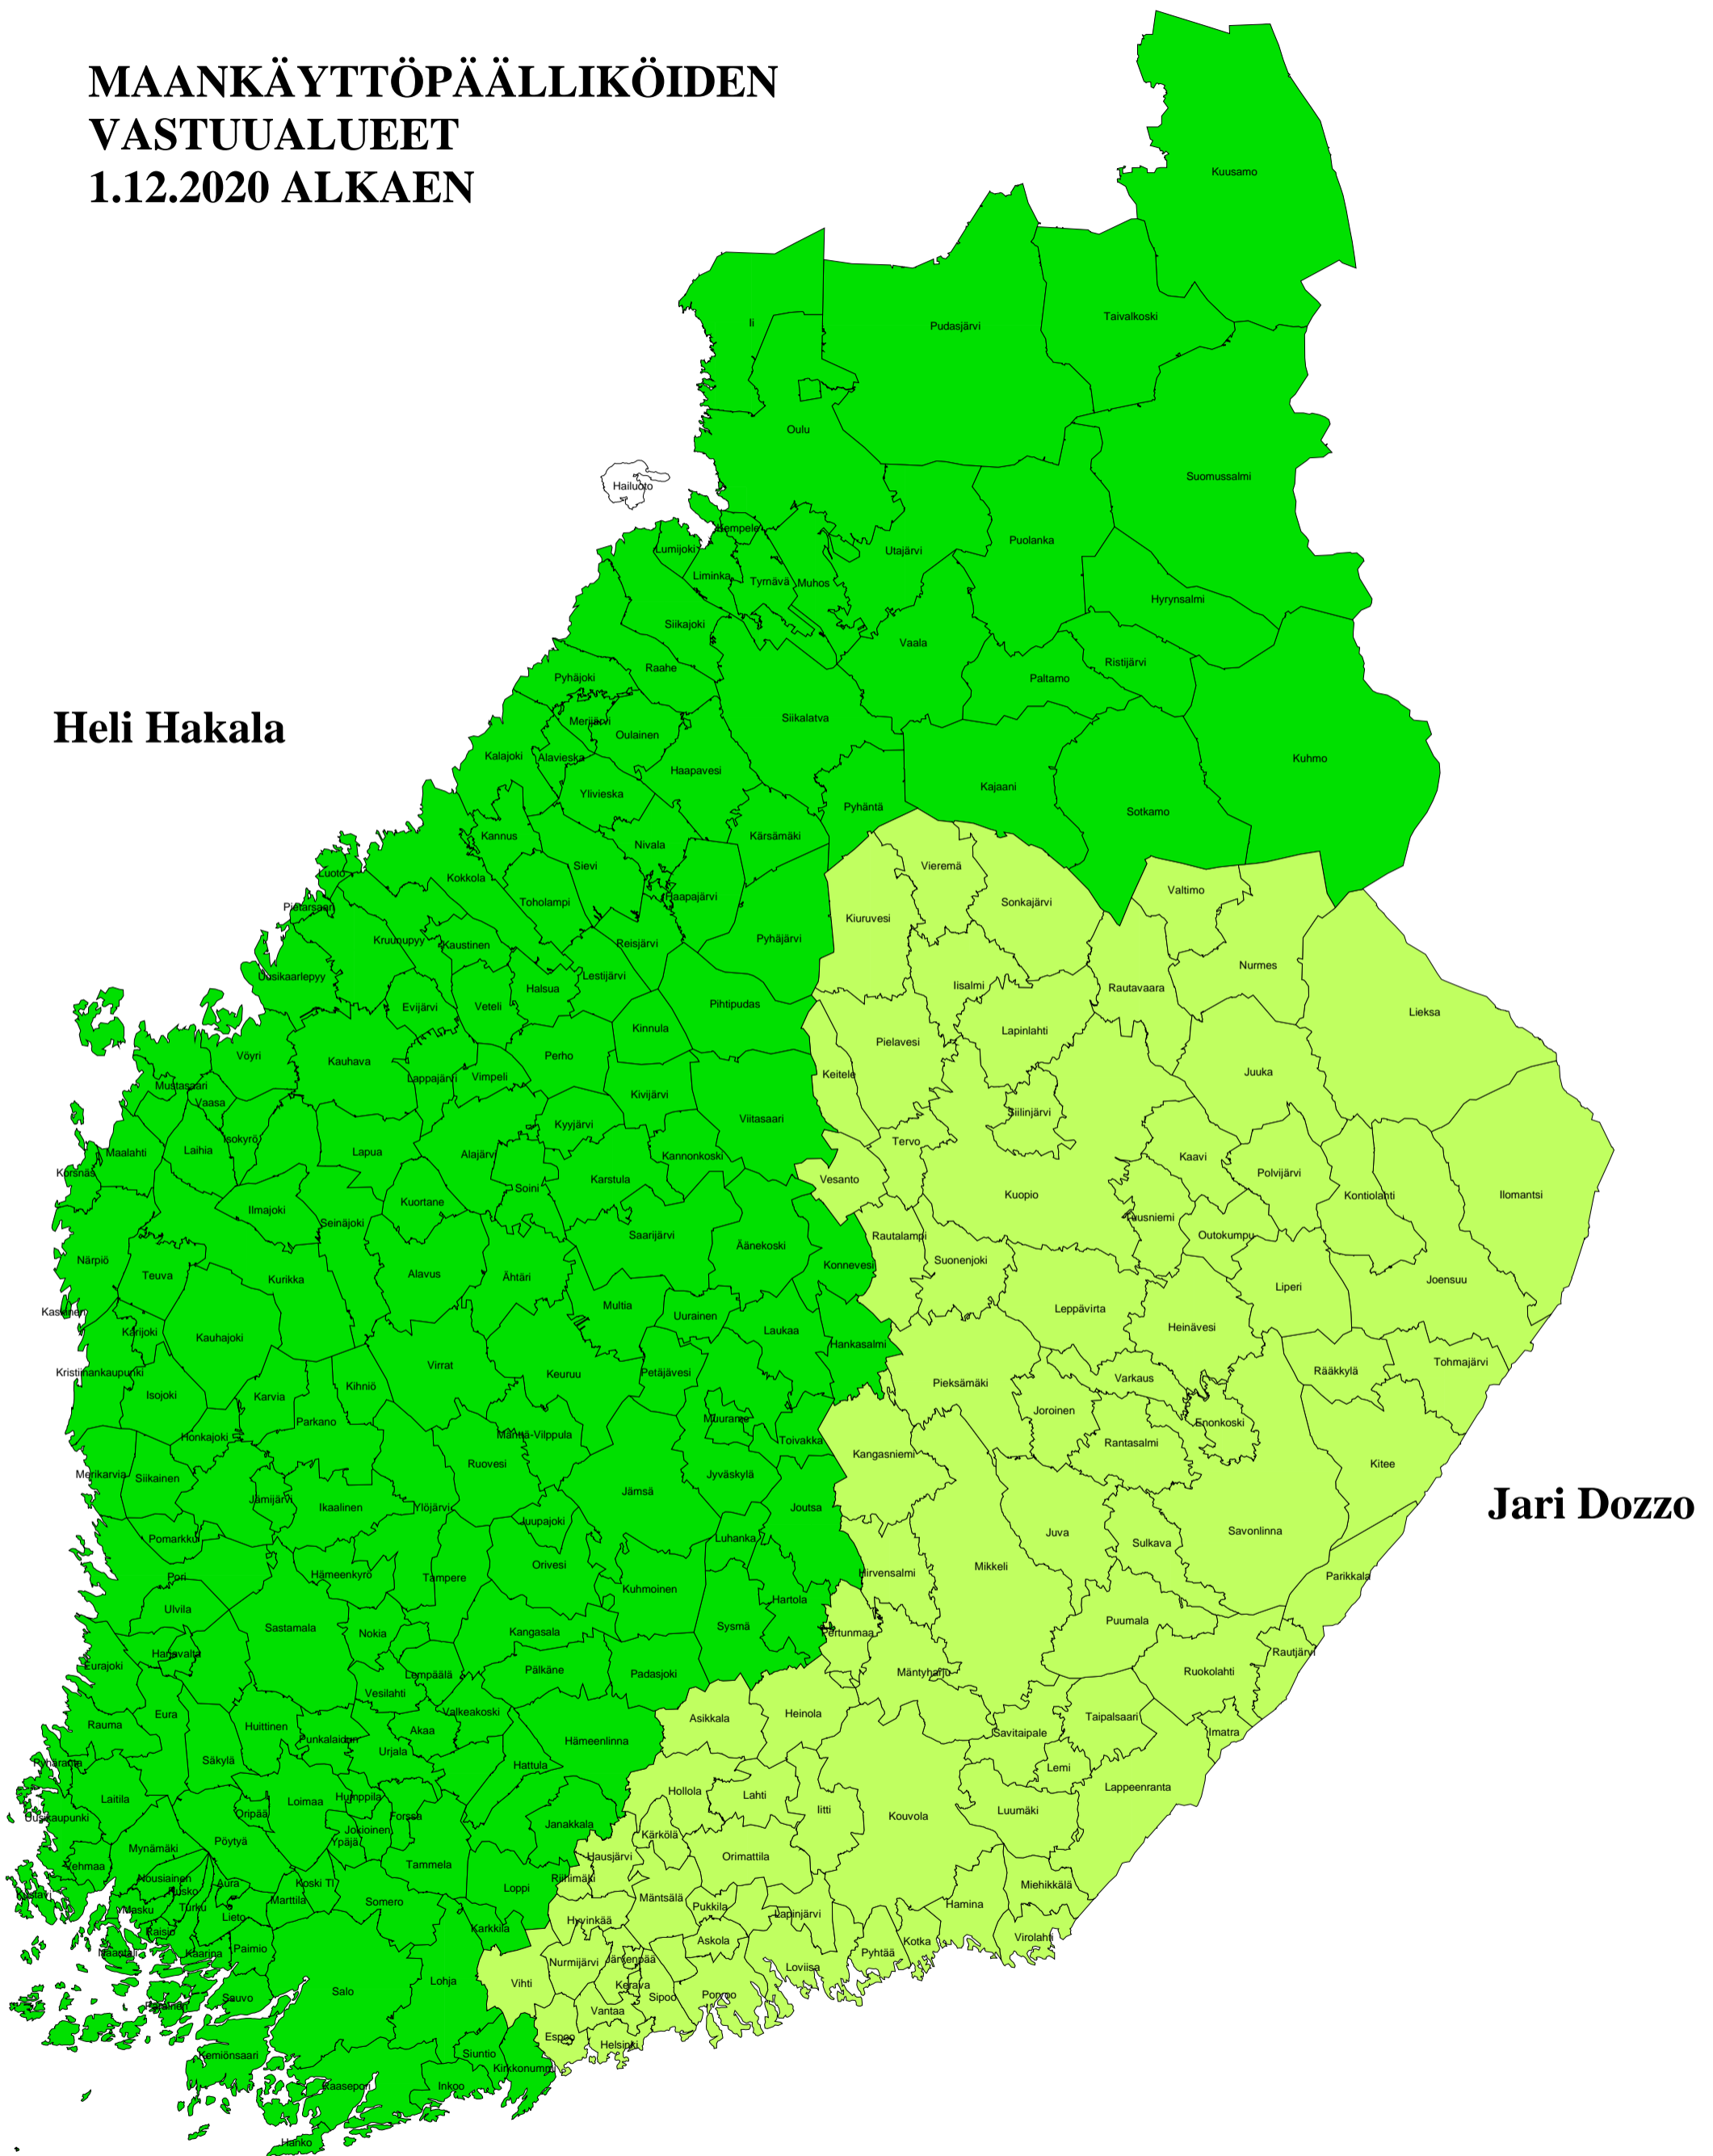 MAANKÄYTTÖPÄÄLLIKÖIDEN
VASTUUALUEET
1.12.2020 ALKAEN
Kuusamo
Ii
Pudasjärvi
Taivalkoski
Oulu
Suomussalmi
Hailuoto
Kempele
Lumijoki
Liminka
Tyrnävä
Muhos
Utajärvi
Puolanka
Hyrynsalmi
Siikajoki
Vaala
Ristijärvi
Raahe
Paltamo
Pyhäjoki
Heli Hakala
Merijärvi
Oulainen
Siikalatva
Kalajoki
Alavieska
Haapavesi
Kuhmo
Ylivieska
Pyhäntä
Kajaani
Sotkamo
Kannus
Nivala
Kärsämäki
Sievi
Vieremä
Luoto
Kokkola
Toholampi
Haapajärvi
Valtimo
Pietarsaari
Kiuruvesi
Sonkajärvi
Kruunupyy
Kaustinen
Reisjärvi
Pyhäjärvi
Nurmes
Uusikaarlepyy
Lestijärvi
Halsua
Iisalmi
Rautavaara
Evijärvi
Veteli
Pihtipudas
Lieksa
Kinnula
Lapinlahti
Pielavesi
Vöyri
Kauhava
Perho
Keitele
Juuka
Mustasaari
Lappajärvi
Vimpeli
Kivijärvi
Vaasa
Viitasaari
Siilinjärvi
Kyyjärvi
Isokyrö
Tervo
Maalahti
Laihia
Lapua
Alajärvi
Kannonkoski
Kaavi
Korsnäs
Soini
Karstula
Vesanto
Polvijärvi
Kuopio
Kontiolahti
Ilomantsi
Kuortane
Ilmajoki
Seinäjoki
Tuusniemi
Saarijärvi
Äänekoski
Rautalampi
Outokumpu
Närpiö
Suonenjoki
Konnevesi
Teuva
Kurikka
Alavus
Ähtäri
Liperi
Joensuu
Kaskinen
Multia
Uurainen
Leppävirta
Karijoki
Kauhajoki
Laukaa
Heinävesi
Hankasalmi
Kristiinankaupunki
Virrat
Keuruu
Petäjävesi
Rääkkylä
Tohmajärvi
Isojoki
Karvia
Kihniö
Pieksämäki
Varkaus
Joroinen
Parkano
Muurame
Enonkoski
Honkajoki
Mänttä-Vilppula
Toivakka
Rantasalmi
Kangasniemi
Merikarvia
Siikainen
Ruovesi
Jyväskylä
Kitee
Jämijärvi
Ikaalinen
Ylöjärvi
Jämsä
Joutsa
Jari Dozzo
Pomarkku
Juupajoki
Luhanka
Juva
Sulkava
Savonlinna
Orivesi
Mikkeli
Pori
Hämeenkyrö
Tampere
Hirvensalmi
Parikkala
Kuhmoinen
Hartola
Ulvila
Sastamala
Nokia
Kangasala
Sysmä
Pertunmaa
Puumala
Harjavalta
Rautjärvi
Eurajoki
Lempäälä
Pälkäne
Padasjoki
Mäntyharju
Ruokolahti
Vesilahti
Eura
Valkeakoski
Heinola
Asikkala
Taipalsaari
Rauma
Huittinen
Akaa
Punkalaidun
Hämeenlinna
Savitaipale
Imatra
Urjala
Pyhäranta
Säkylä
Hattula
Lemi
Lappeenranta
Laitila
Loimaa
Humppila
Hollola
Lahti
Iitti
Kouvola
Luumäki
Uusikaupunki
Oripää
Forssa
Janakkala
Jokioinen
Kärkölä
Ypäjä
Mynämäki
Pöytyä
Hausjärvi
Orimattila
Vehmaa
Tammela
Nousiainen
Aura
Koski Tl
Riihimäki
Miehikkälä
Kustavi
Rusko
Marttila
Somero
Loppi
Mäntsälä
Masku
Turku
Lieto
Pukkila
Lapinjärvi
Hamina
Hyvinkää
Raisio
Karkkila
Askola
Kotka
Virolahti
Naantali
Kaarina
Paimio
Nurmijärvi
Järvenpää
Pyhtää
Loviisa
Lohja
Vihti
Kerava
Salo
Sauvo
Sipoo
Porvoo
Parainen
Vantaa
Espoo
Helsinki
Kemiönsaari
Siuntio
Kirkkonummi
Raasepori
Inkoo
Hanko